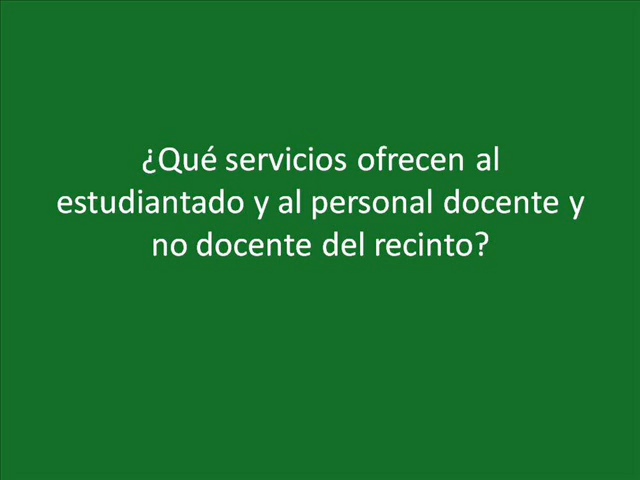 ¿Qué servicios ofrecen al
estudiantado y al personal docente y
no docente del recinto?